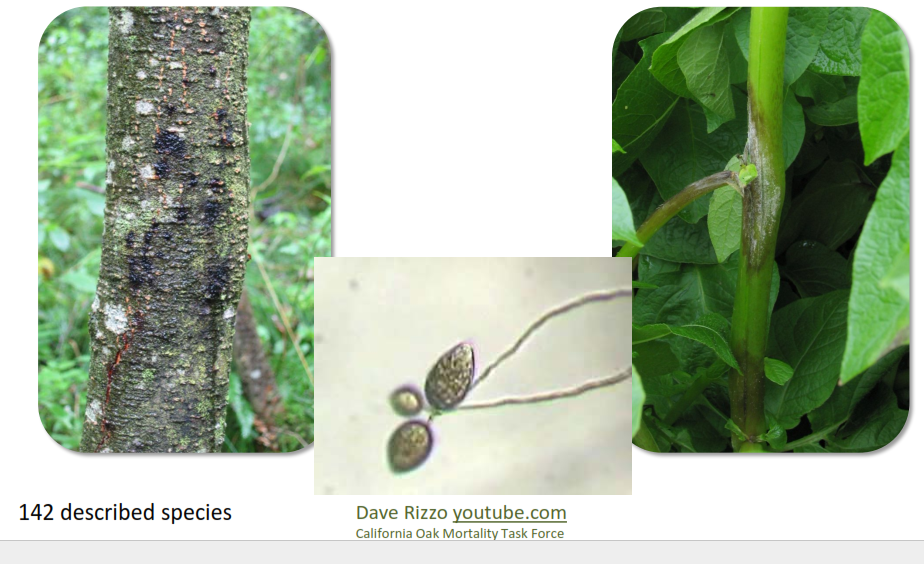 142 described species
Dave Rizzo youtube.com
California Oak Mortality Task Force